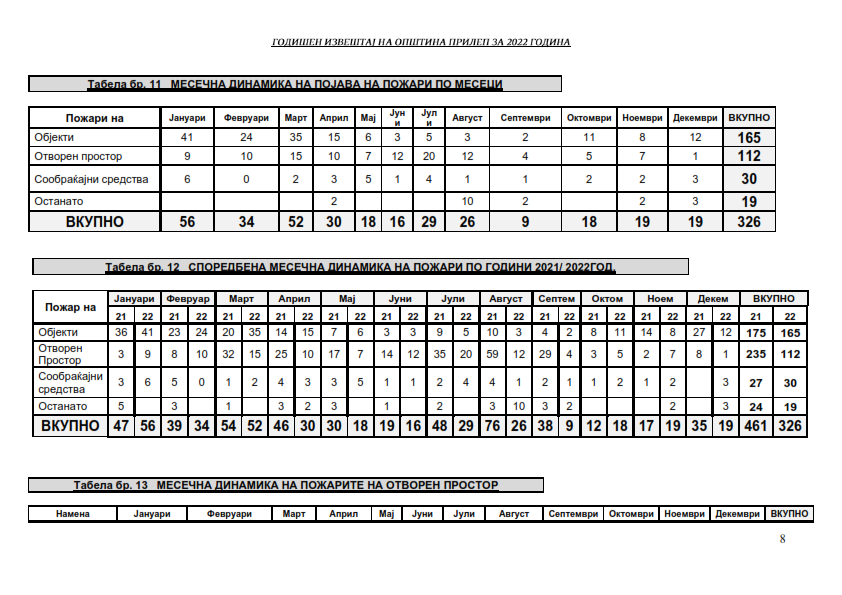 ГОДИШЕН ИЗВЕШТАЈ НА ОПШТИНА ПРИЛЕП ЗА 2022 ГОДИНА
Табела бр. 11 МЕСЕЧНА ДИНАМИКА НА ПОЈАВА НА ПОЖАРИ ПО МЕСЕЦИ
Пожари на Јануари Февруари Март Април Мај Јуни Јули Август Септември Октомври Ноември Декември ВКУПНО
Објекти 41 24 35 15 6 3 5 3 2 11 8 12 165
Отворен простор 9 10 15 10 7 12 20 12 4 5 7 1 112
Сообраќајни средства 6 0 2 3 5 1 4 1 1 2 2 3 30
Останато 2 10 2 2 3 19
ВКУПНО 56 34 52 30 18 16 29 26 9 18 19 19 326
Табела бр. 12 СПОРЕДБЕНА МЕСЕЧНА ДИНАМИКА НА ПОЖАРИ ПО ГОДИНИ 2021/ 2022ГОД.
Пожар на Јануари Февруар Март Април Мај Јуни Јули Август Септем Октом Ноем Декем ВКУПНО
21 22 21 22 21 22 21 22 21 22 21 22 21 22 21 22 21 22 21 22 21 22 21 22 21 22
Објекти 36 41 23 24 20 35 14 15 7 6 3 3 9 5 10 3 4 2 8 11 14 8 27 12 175 165
Отворен Простор 3 9 8 10 32 15 25 10 17 7 14 12 35 20 59 12 29 4 3 5 2 7 8 1 235 112
Сообраќајни средства 3 6 5 0 1 2 4 3 3 5 1 1 2 4 4 1 2 1 1 2 1 2 3 27 30
Останато 5 3 1 3 2 3 1 2 3 10 3 2 2 3 24 19
ВКУПНО 47 56 39 34 54 52 46 30 30 18 19 16 48 29 76 26 38 9 12 18 17 19 35 19 461 326
Табела бр. 13 МЕСЕЧНА ДИНАМИКА НА ПОЖАРИТЕ НА ОТВОРЕН ПРОСТОР
Намена Јануари Февруари Март Април Мај Јуни Јули Август Септември Октомври Ноември Декември ВКУПНО
8